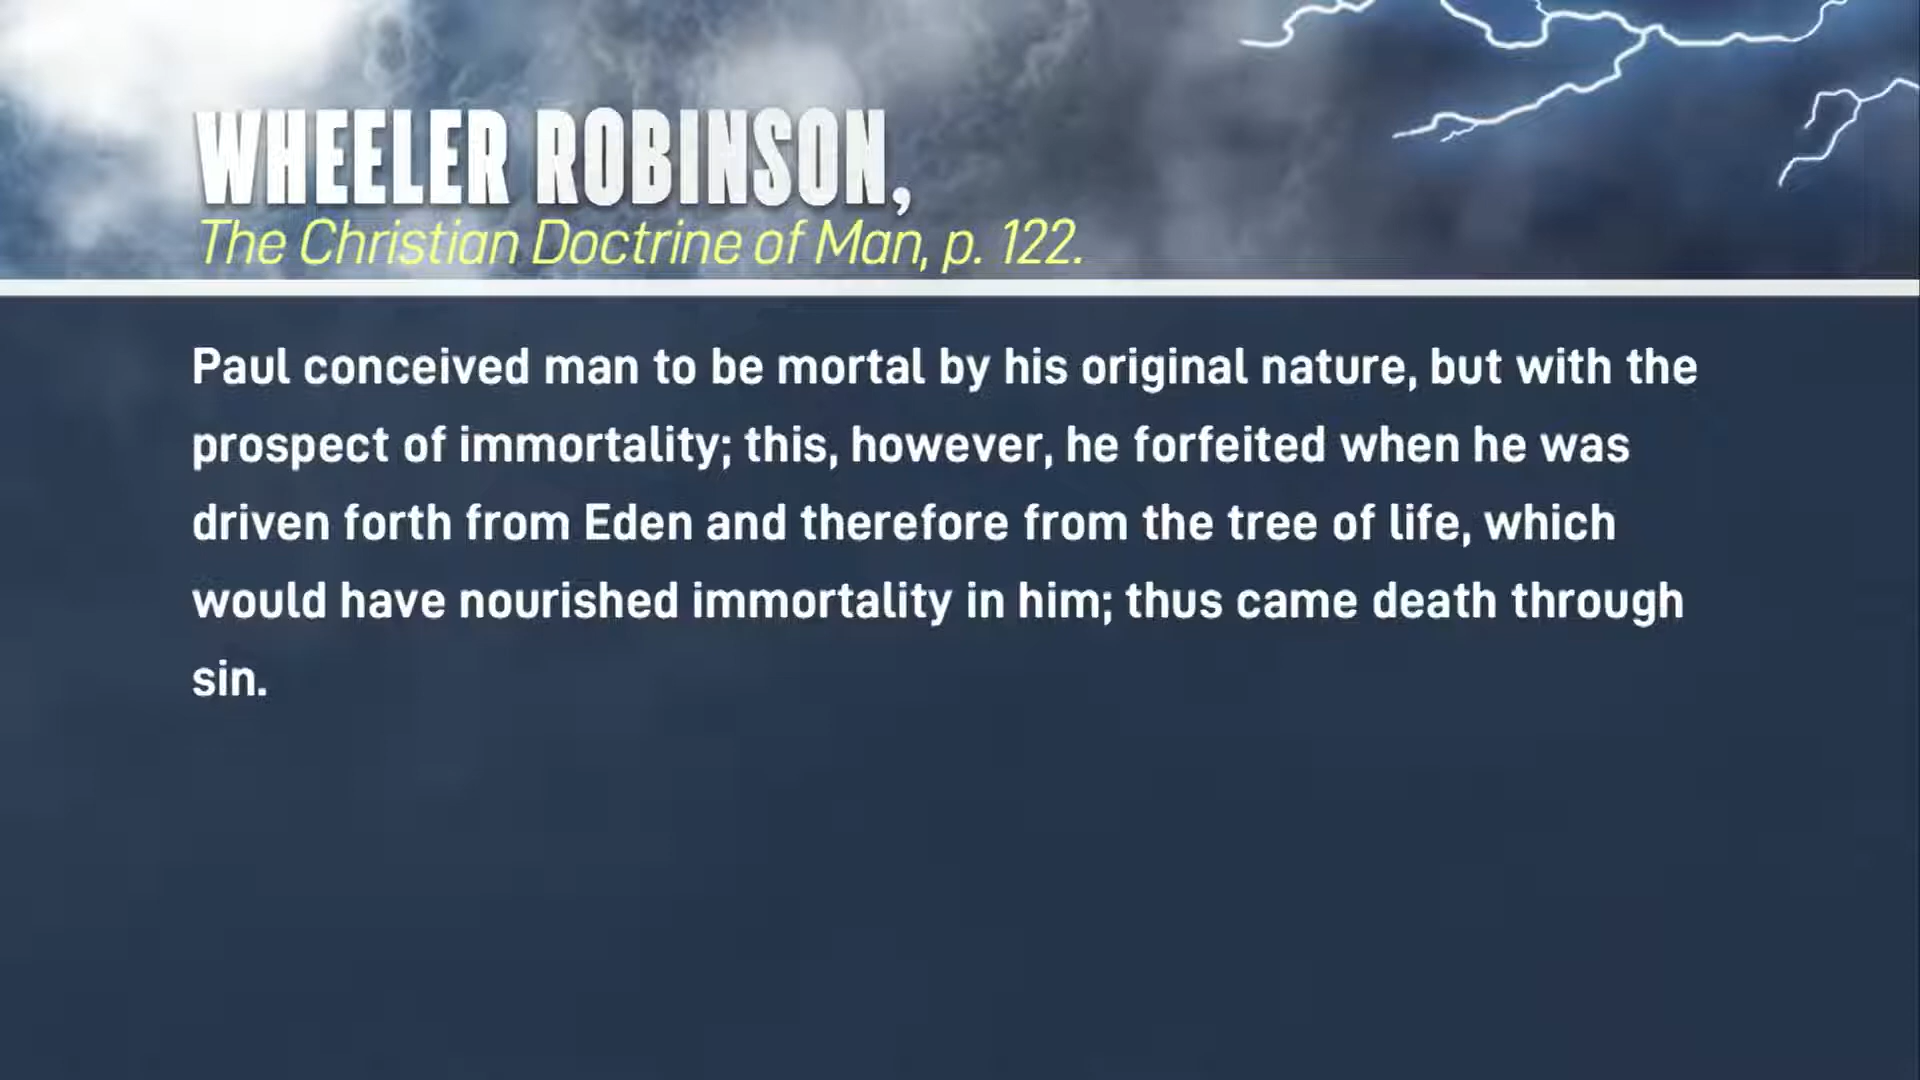 WHEELER ROBINSON,
The Christian Doctrine of Man, p. 122.
Paul conceived man to be mortal by his original nature, but with the
prospect of immortality; this, however, he forfeited when he was
driven forth from Eden and therefore from the tree of life, which
would have nourished immortality in him; thus came death through
sin.